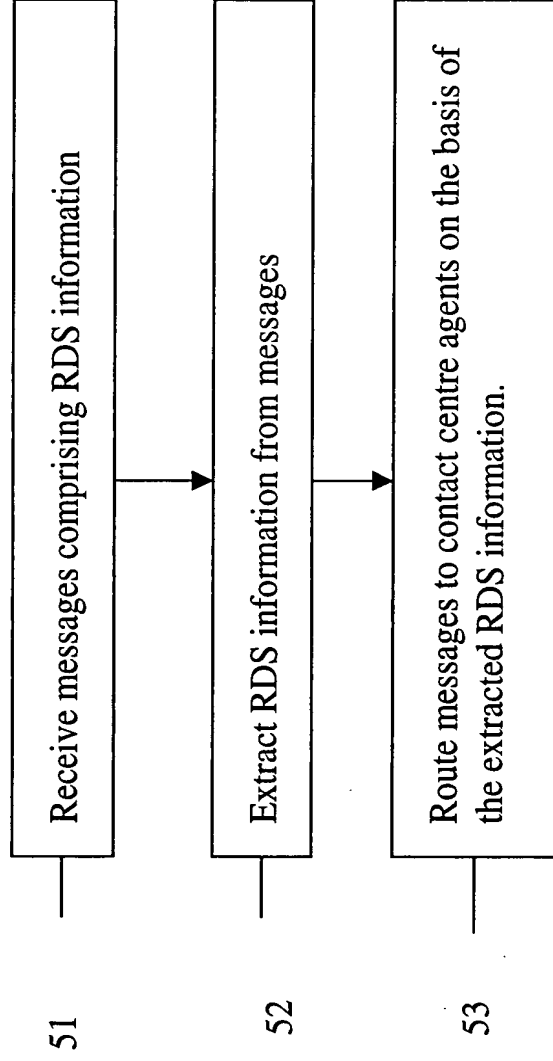 51
Receive messages comprising RDS information
52
Extract RDS information from messages
53
Route messages to contact centre agents on the basis of
the extracted RDS information.